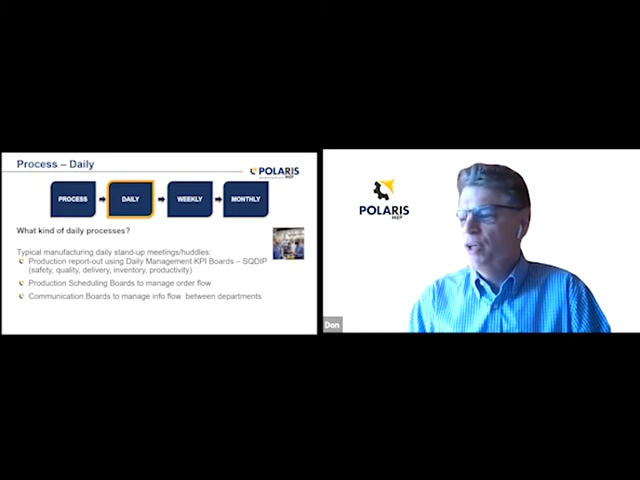 Process – Daily
POLARIS
MEP
PROCESS
DAILY
WEEKLY
MONTHLY
What kind of daily processes?
Typical manufacturing daily stand-up meetings/huddles:
Production report-out using Daily Management KPI Boards – SQDIP
(safety, quality, delivery, inventory, productivity)
Production Scheduling Boards to manage order flow
Communication Boards to manage info flow between departments
POLARIS
MEP
Don